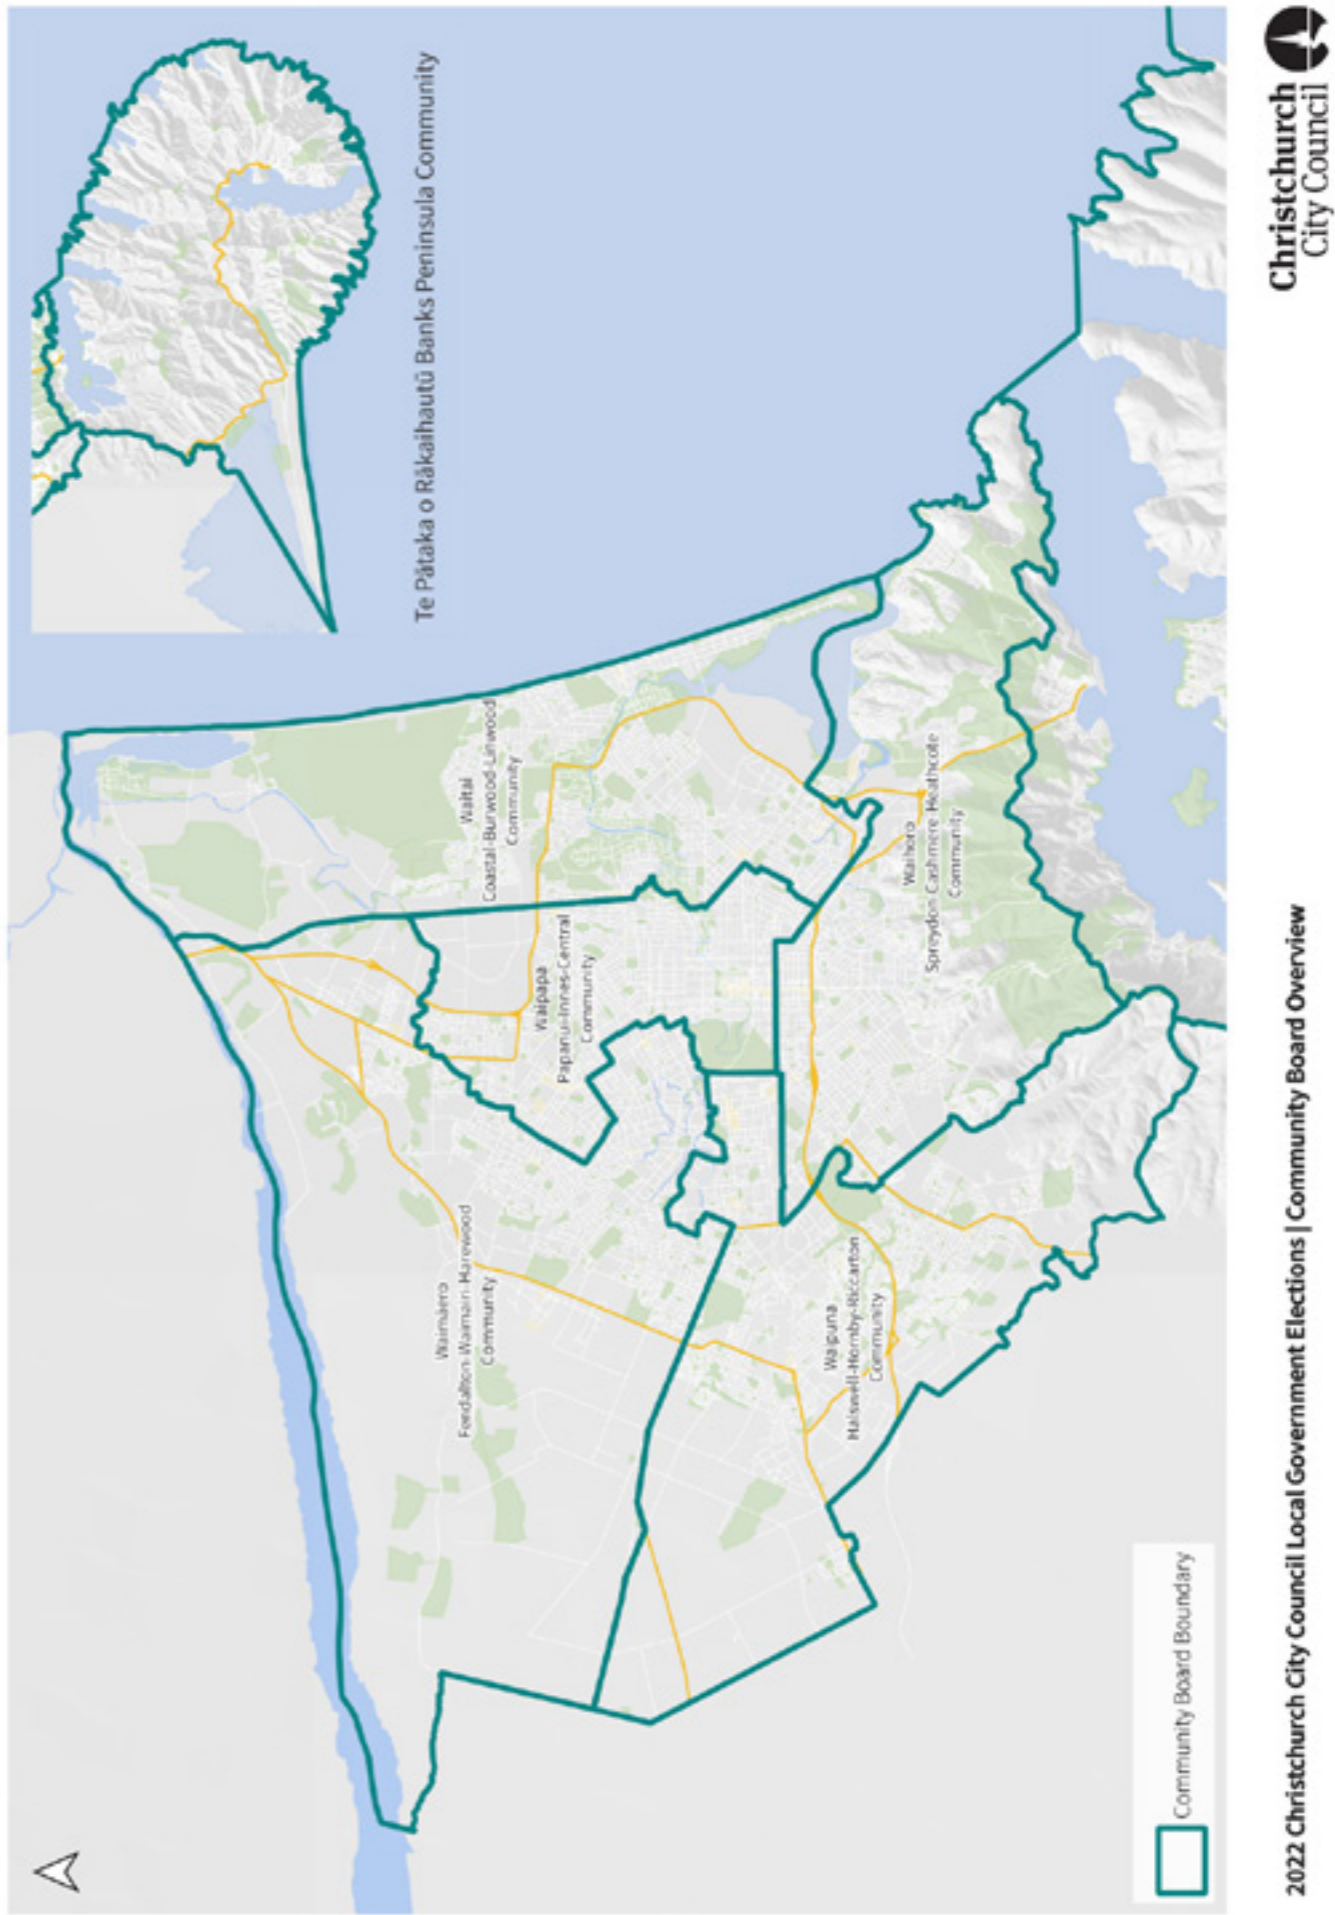 Te Pātaka o Rākaihautū Banks Peninsula Community
Waitai
Coastal-Burwood-Linwood
Community
Waipapa
Papanui-Innes-Central
Community
Waimāero
Fendalton-Waimairi-Harewood
Community
Waihoro
Spreydon-Cashmere-Heathcote
Community
Waipuna
Halswell-Hornby-Riccarton
Community
Community Board Boundary
2022 Christchurch City Council Local Government Elections | Community Board Overview
Christchurch
City Council